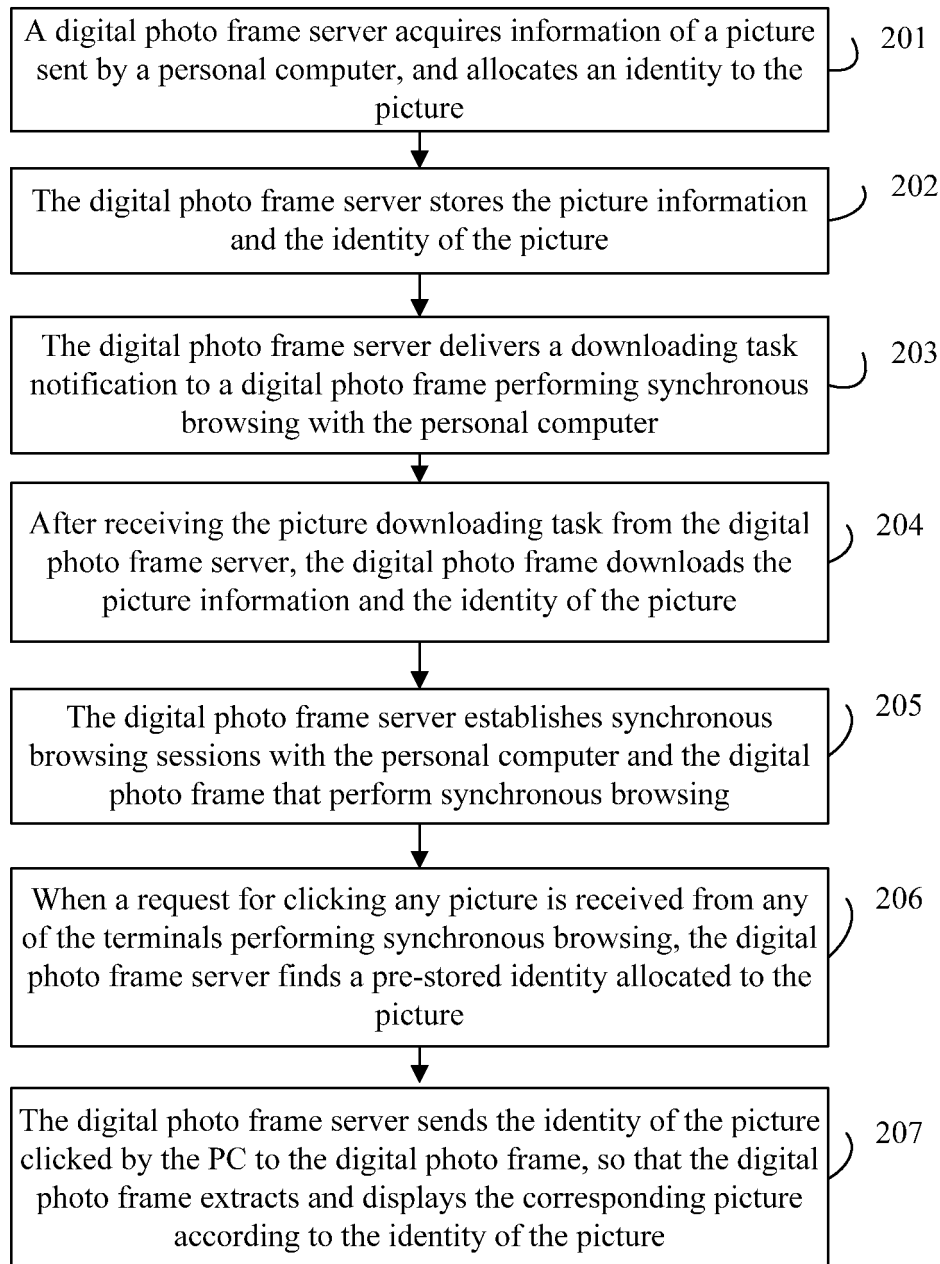 A digital photo frame server acquires information of a picture
sent by a personal computer, and allocates an identity to the
picture
201
The digital photo frame server stores the picture information
and the identity of the picture
202
The digital photo frame server delivers a downloading task
notification to a digital photo frame performing synchronous
browsing with the personal computer
203
After receiving the picture downloading task from the digital
photo frame server, the digital photo frame downloads the
picture information and the identity of the picture
204
The digital photo frame server establishes synchronous
browsing sessions with the personal computer and the digital
photo frame that perform synchronous browsing
205
When a request for clicking any picture is received from any
of the terminals performing synchronous browsing, the digital
photo frame server finds a pre-stored identity allocated to the
picture
206
The digital photo frame server sends the identity of the picture
clicked by the PC to the digital photo frame, so that the digital
photo frame extracts and displays the corresponding picture
according to the identity of the picture
207